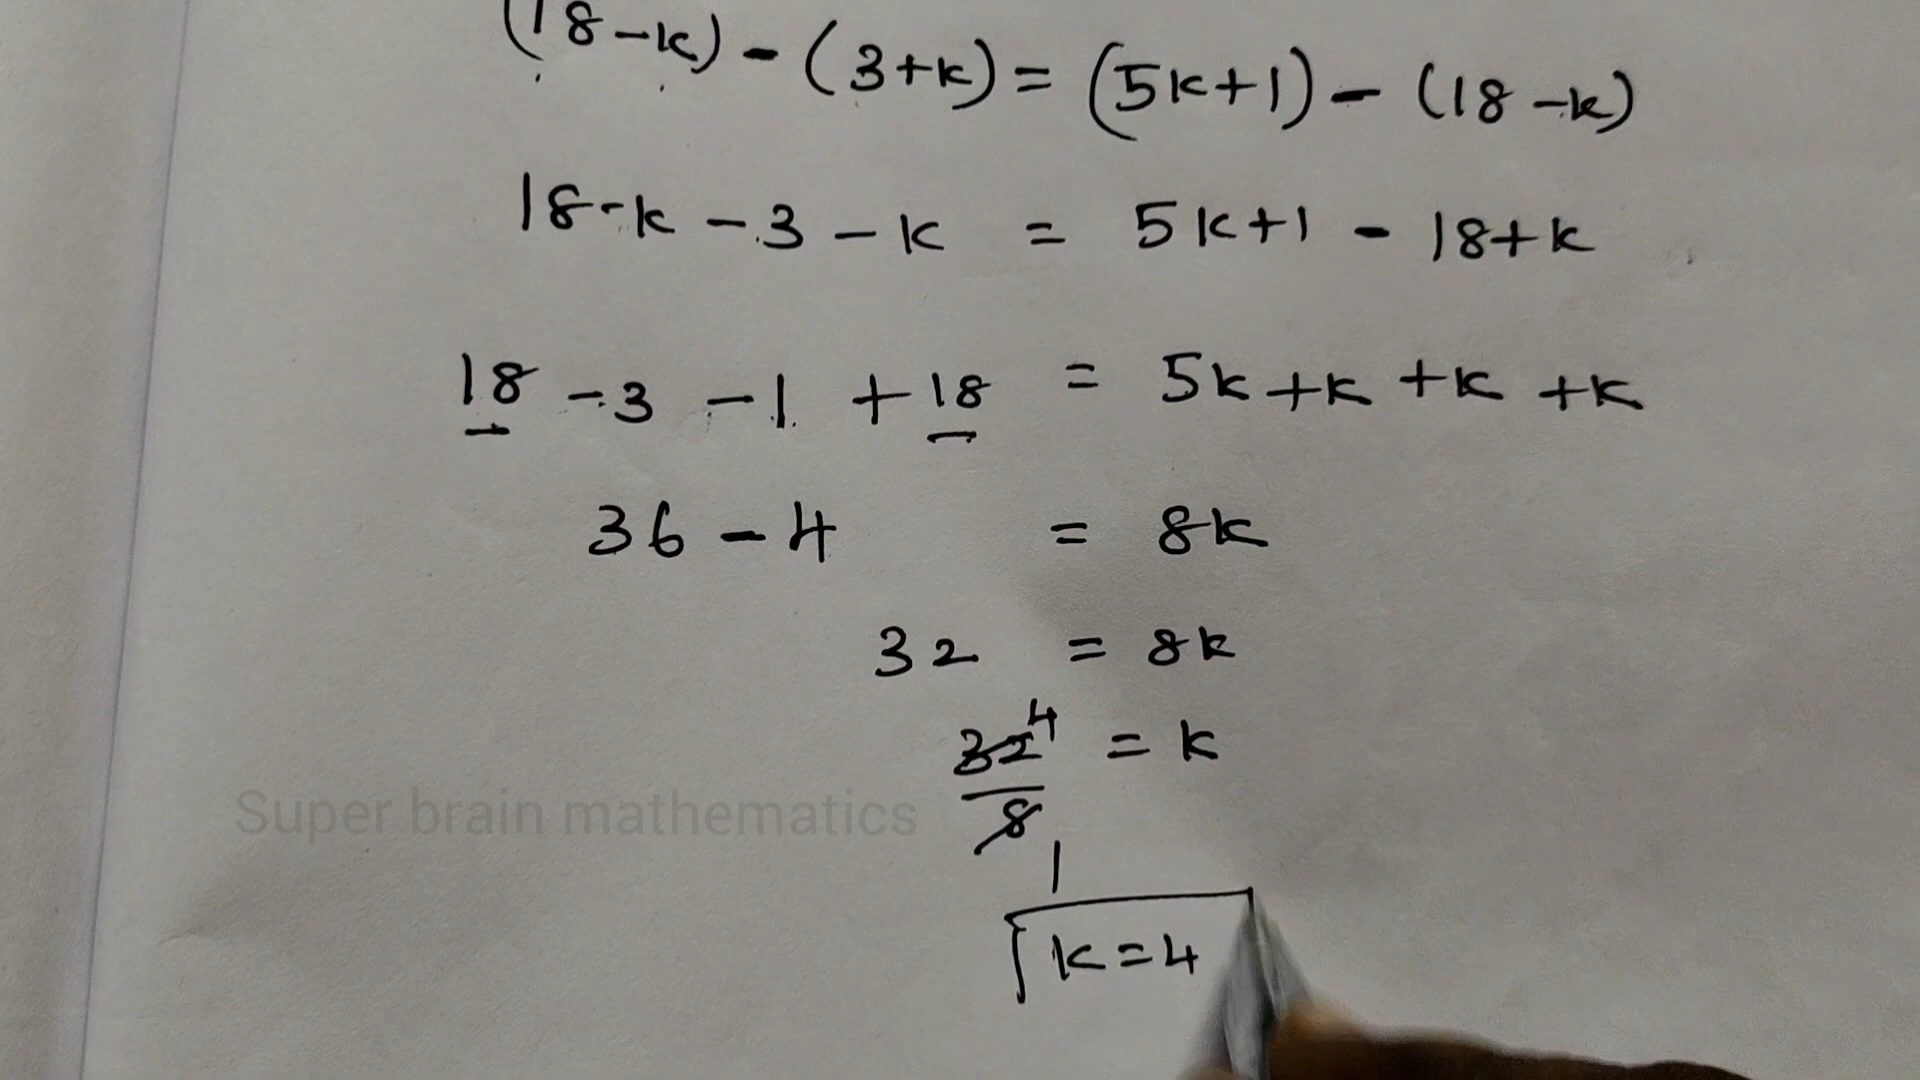 (18-k) - (3+k) = (5k+1) - (18-k)
18-k -3 -k = 5k+1 - 18+k
18 -3 -1 +18 = 5k +k +k +k
36 - 4 = 8k
32 = 8k
32 4 = k
8
1
k=4
Super brain mathematics